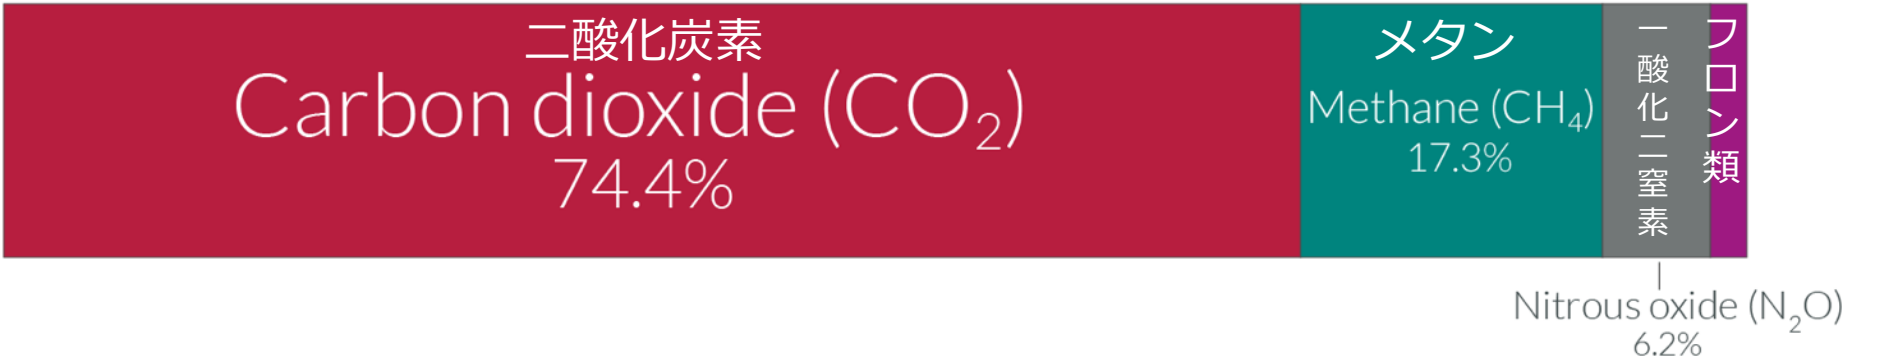 二酸化炭素
Carbon dioxide (CO₂)
74.4%
メタン
Methane (CH₄)
17.3%
一酸化二窒素
フロン類
Nitrous oxide (N₂O)
6.2%